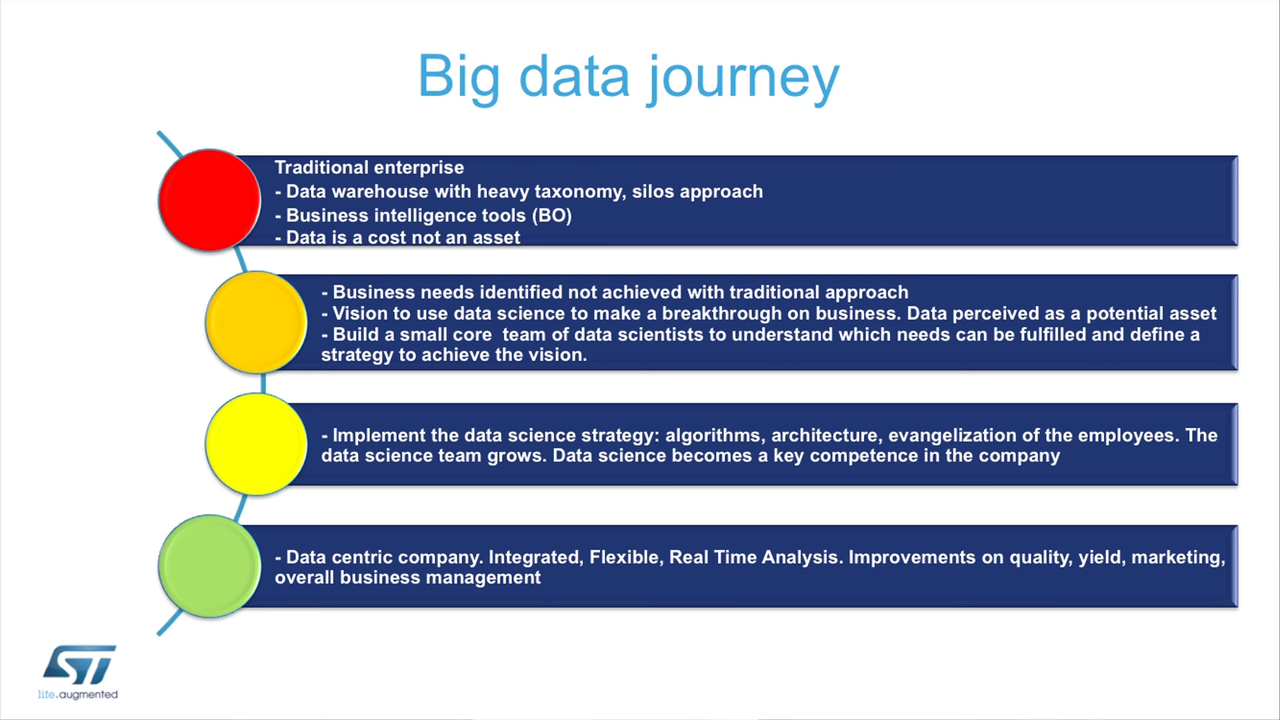 Big data journey
Traditional enterprise
- Data warehouse with heavy taxonomy, silos approach
- Business intelligence tools (BO)
- Data is a cost not an asset
- Business needs identified not achieved with traditional approach
- Vision to use data science to make a breakthrough on business. Data perceived as a potential asset
- Build a small core  team of data scientists to understand which needs can be fulfilled and define a
strategy to achieve the vision.
- Implement the data science strategy: algorithms, architecture, evangelization of the employees. The
data science team grows. Data science becomes a key competence in the company
- Data centric company. Integrated, Flexible, Real Time Analysis. Improvements on quality, yield, marketing,
overall business management
ST
life.augmented